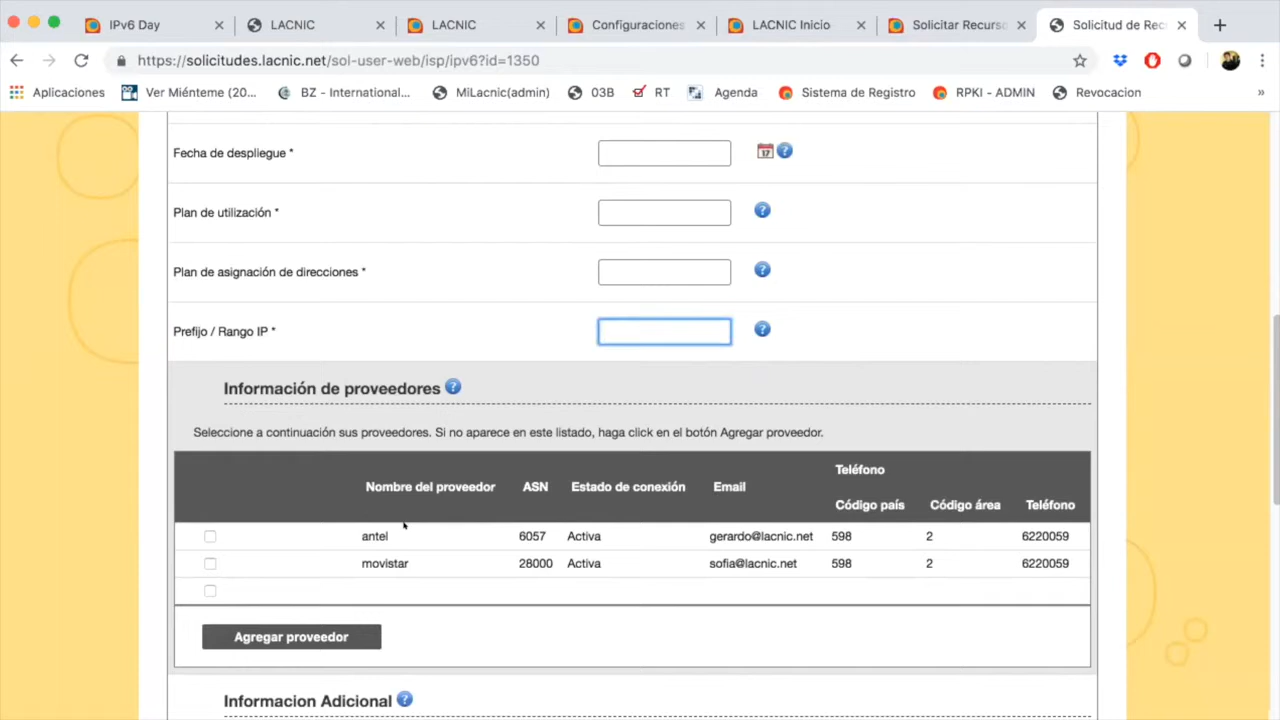 IPv6 Day
LACNIC
LACNIC
Configuraciones
LACNIC Inicio
Solicitar Recurso
Solicitud de Rec
https://solicitudes.lacnic.net/sol-user-web/isp/ipv6?id=1350
Aplicaciones
Ver Miénteme (20...
BZ - International...
MiLacnic(admin)
03B
RT
Agenda
Sistema de Registro
RPKI - ADMIN
Revocacion
»
Fecha de despliegue *
17
?
Plan de utilización *
?
Plan de asignación de direcciones *
?
Prefijo / Rango IP *
?
Información de proveedores ?
Seleccione a continuación sus proveedores. Si no aparece en este listado, haga click en el botón Agregar proveedor.
Teléfono
Nombre del proveedor ASN Estado de conexión Email
Código país Código área Teléfono
antel 6057 Activa gerardo@lacnic.net 598 2 6220059
movistar 28000 Activa sofia@lacnic.net 598 2 6220059
Agregar proveedor
Informacion Adicional ?